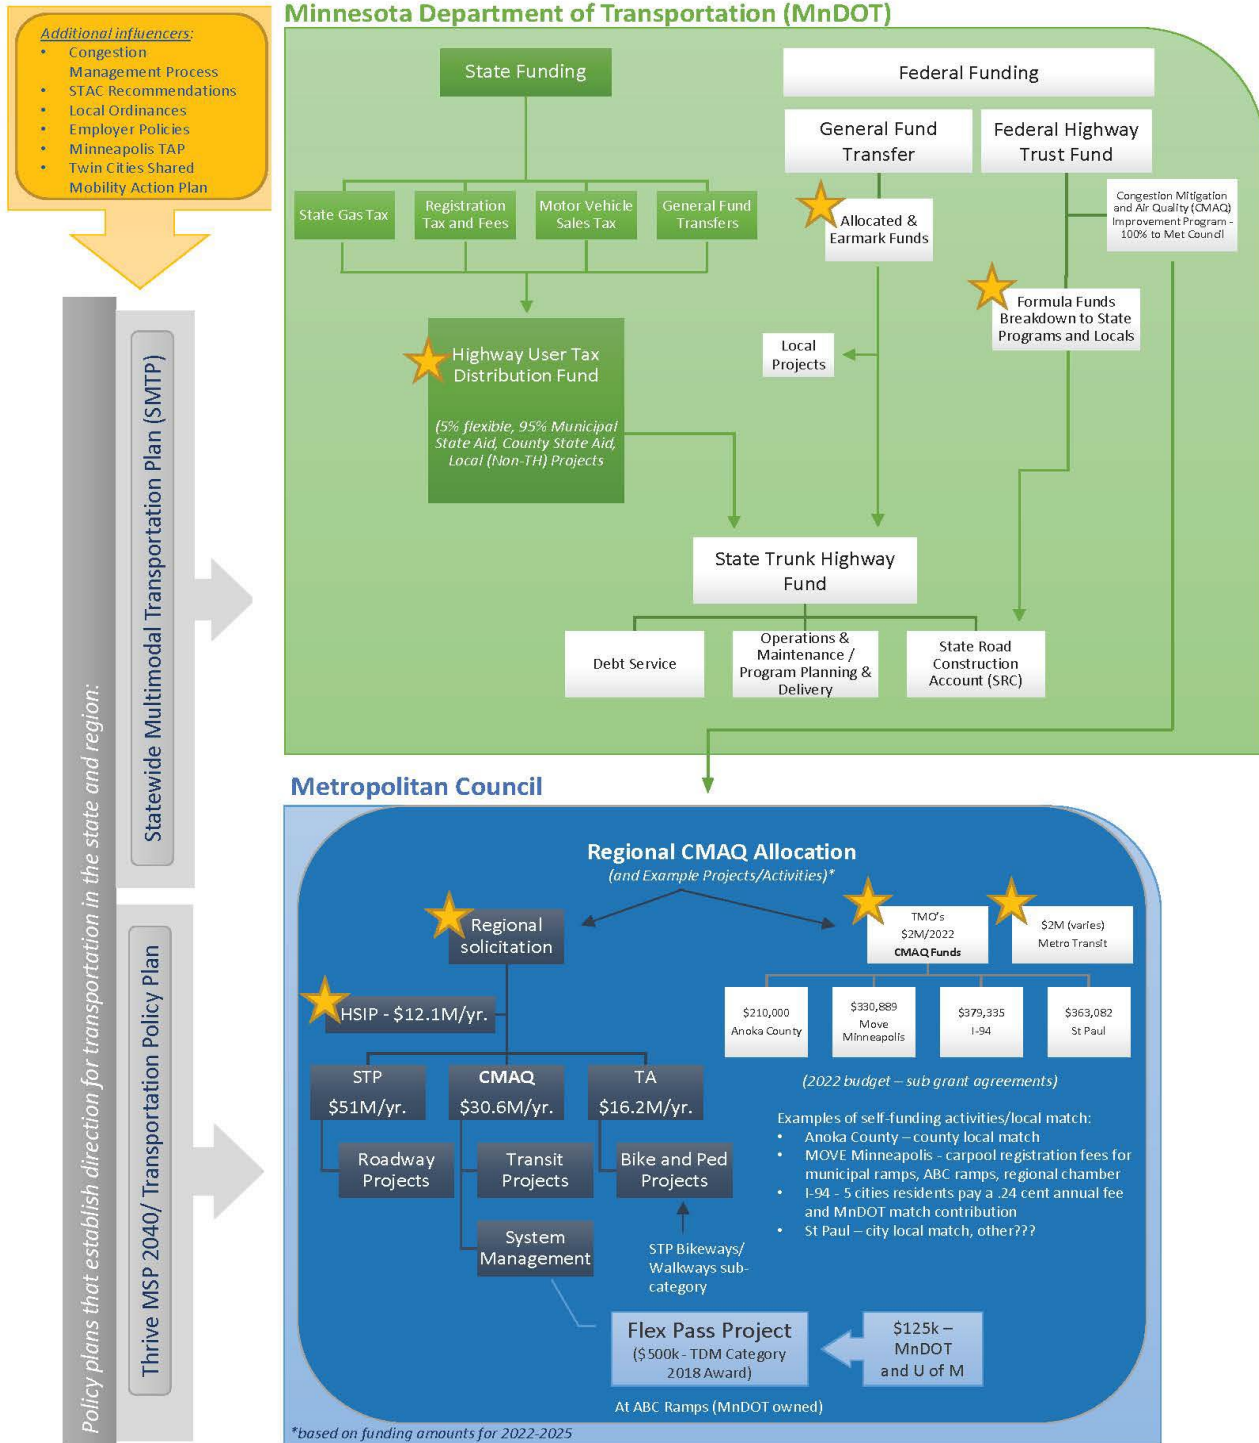 Minnesota Department of Transportation (MnDOT)
Additional influencers:
• Congestion
Management Process
• STAC Recommendations
• Local Ordinances
• Employer Policies
• Minneapolis TAP
• Twin Cities Shared
Mobility Action Plan
Policy plans that establish direction for transportation in the state and region:
Statewide Multimodal Transportation Plan (SMTP)
Thrive MSP 2040/ Transportation Policy Plan
State Funding
Federal Funding
General Fund
Transfer
Federal Highway
Trust Fund
State Gas Tax
Registration
Tax and Fees
Motor Vehicle
Sales Tax
General Fund
Transfers
Allocated &
Earmark Funds
Congestion Mitigation
and Air Quality (CMAQ)
Improvement Program -
100% to Met Council
Formula Funds
Breakdown to State
Programs and Locals
Local
Projects
Highway User Tax
Distribution Fund
(5% flexible, 95% Municipal
State Aid, County State Aid,
Local (Non-TH) Projects
State Trunk Highway
Fund
Debt Service
Operations &
Maintenance /
Program Planning &
Delivery
State Road
Construction
Account (SRC)
Metropolitan Council
Regional CMAQ Allocation
(and Example Projects/Activities)*
Regional
solicitation
HSIP - $12.1M/yr.
STP
$51M/yr.
CMAQ
$30.6M/yr.
TA
$16.2M/yr.
Roadway
Projects
Transit
Projects
Bike and Ped
Projects
System
Management
STP Bikeways/
Walkways sub-
category
TMO's
$2M/2022
CMAQ Funds
$2M (varies)
Metro Transit
$210,000
Anoka County
$330,889
Move
Minneapolis
$379,335
I-94
$363,082
St Paul
(2022 budget – sub grant agreements)
Examples of self-funding activities/local match:
• Anoka County – county local match
• MOVE Minneapolis - carpool registration fees for
municipal ramps, ABC ramps, regional chamber
• I-94 - 5 cities residents pay a .24 cent annual fee
and MnDOT match contribution
• St Paul – city local match, other???
Flex Pass Project
($500k- TDM Category
2018 Award)
$125k –
MnDOT
and U of M
At ABC Ramps (MnDOT owned)
*based on funding amounts for 2022-2025